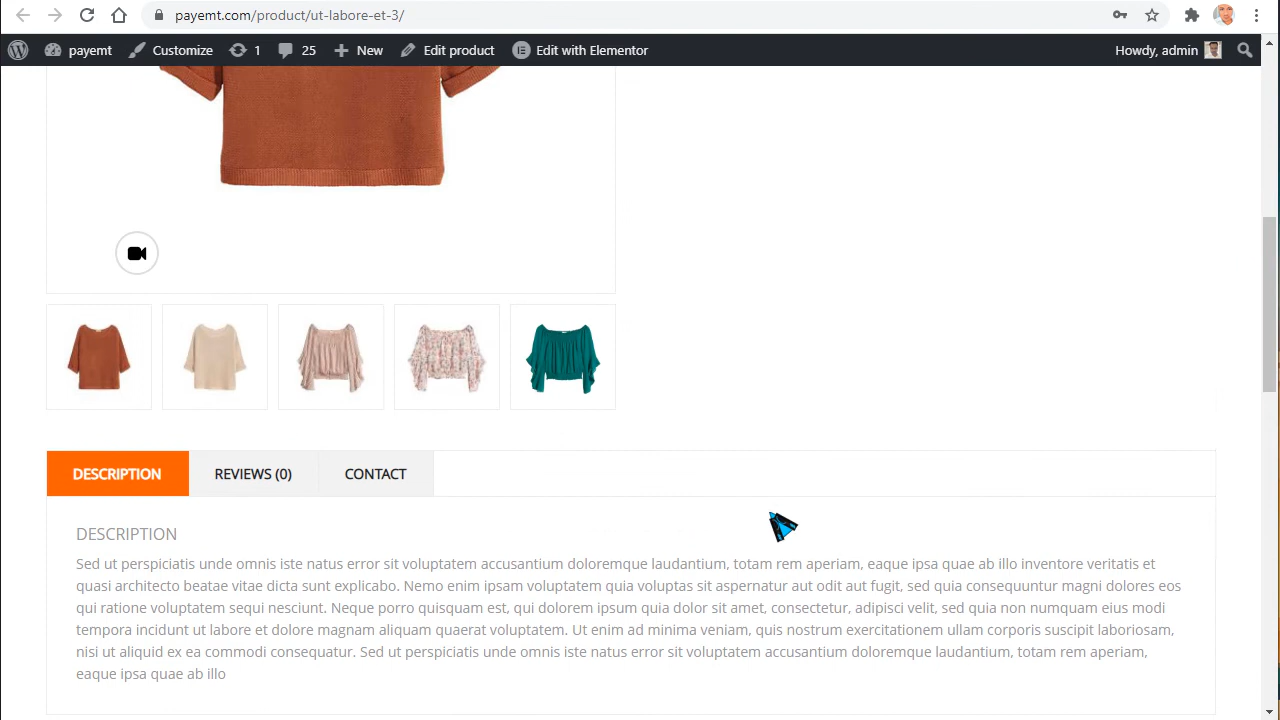 payemt.com/product/ut-labore-et-3/
payemt Customize 1 25 New Edit product Edit with Elementor Howdy, admin
DESCRIPTION REVIEWS (0) CONTACT
DESCRIPTION
Sed ut perspiciatis unde omnis iste natus error sit voluptatem accusantium doloremque laudantium, totam rem aperiam, eaque ipsa quae ab illo inventore veritatis et
quasi architecto beatae vitae dicta sunt explicabo. Nemo enim ipsam voluptatem quia voluptas sit aspernatur aut odit aut fugit, sed quia consequuntur magni dolores eos
qui ratione voluptatem sequi nesciunt. Neque porro quisquam est, qui dolorem ipsum quia dolor sit amet, consectetur, adipisci velit, sed quia non numquam eius modi
tempora incidunt ut labore et dolore magnam aliquam quaerat voluptatem. Ut enim ad minima veniam, quis nostrum exercitationem ullam corporis suscipit laboriosam,
nisi ut aliquid ex ea commodi consequatur. Sed ut perspiciatis unde omnis iste natus error sit voluptatem accusantium doloremque laudantium, totam rem aperiam,
eaque ipsa quae ab illo